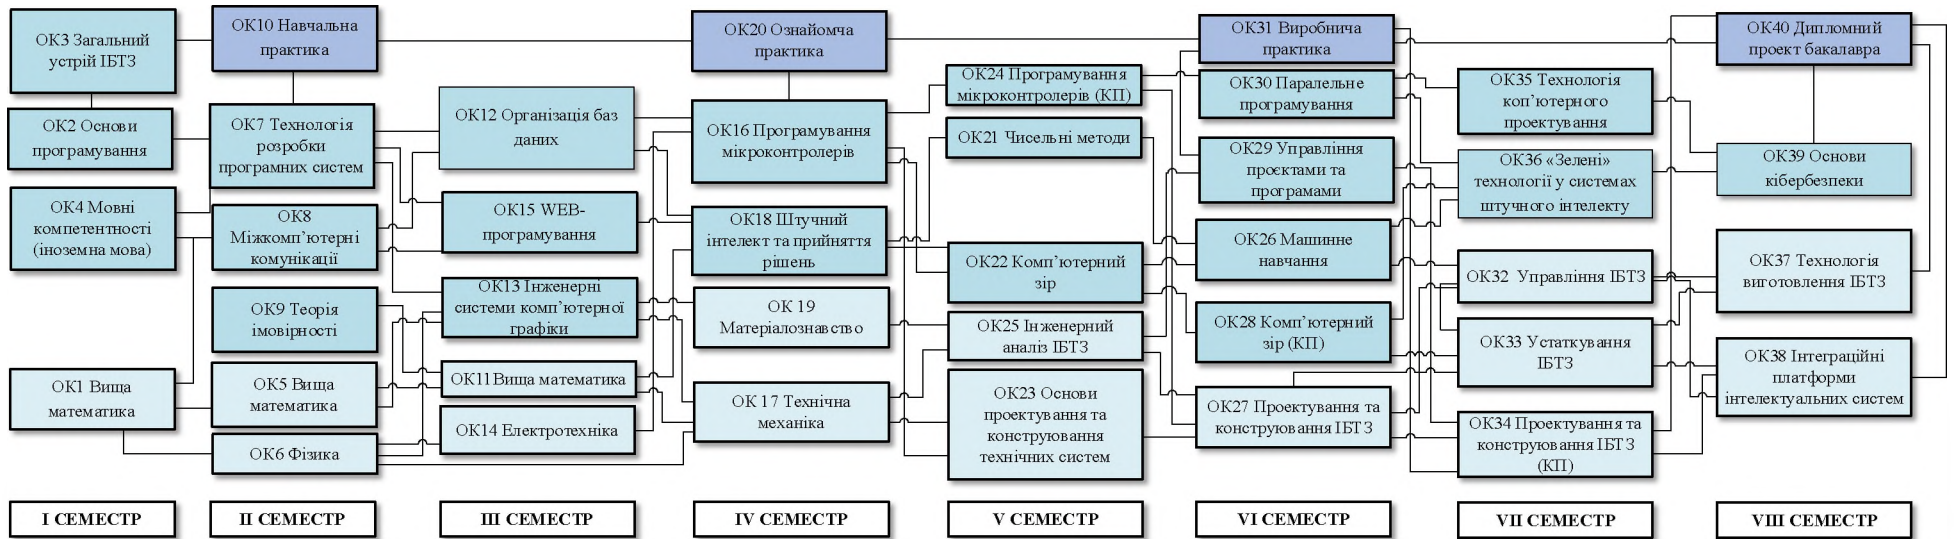 ОК3 Загальний
устрій ІБТЗ
ОК2 Основи
програмування
ОК4 Мовні
компетентності
(іноземна мова)
ОК1 Вища
математика
I СЕМЕСТР
ОК10 Навчальна
практика
ОК7 Технологія
розробки
програмних систем
ОК8
Міжкомп’ютерні
комунікації
ОК9 Теорія
імовірності
ОК5 Вища
математика
ОК6 Фізика
II СЕМЕСТР
ОК12 Організація баз
даних
ОК15 WEB-
програмування
ОК13 Інженерні
системи комп’ютерної
графіки
ОК11Вища математика
ОК14 Електротехніка
III СЕМЕСТР
ОК20 Ознайомча
практика
ОК16 Програмування
мікроконтролерів
ОК18 Штучний
інтелект та прийняття
рішень
ОК 19
Матеріалознавство
ОК 17 Технічна
механіка
IV СЕМЕСТР
ОК24 Програмування
мікроконтролерів (КП)
ОК21 Чисельні методи
ОК22 Комп’ютерний
зір
ОК25 Інженерний
аналіз ІБТЗ
ОК23 Основи
проектування та
конструювання
технічних систем
V СЕМЕСТР
ОК31 Виробнича
практика
ОК30 Паралельне
програмування
ОК29 Управління
проєктами та
програмами
ОК26 Машинне
навчання
ОК28 Комп’ютерний
зір (КП)
ОК27 Проектування та
конструювання ІБТЗ
VI СЕМЕСТР
ОК35 Технологія
коп’ютерного
проектування
ОК36 «Зелені»
технології у системах
штучного інтелекту
ОК32 Управління ІБТЗ
ОК33 Устаткування
ІБТЗ
ОК34 Проектування та
конструювання ІБТЗ
(КП)
VII СЕМЕСТР
ОК40 Дипломний
проект бакалавра
ОК39 Основи
кібербезпеки
ОК37 Технологія
виготовлення ІБТЗ
ОК38 Інтеграційні
платформи
інтелектуальних систем
VIII СЕМЕСТР